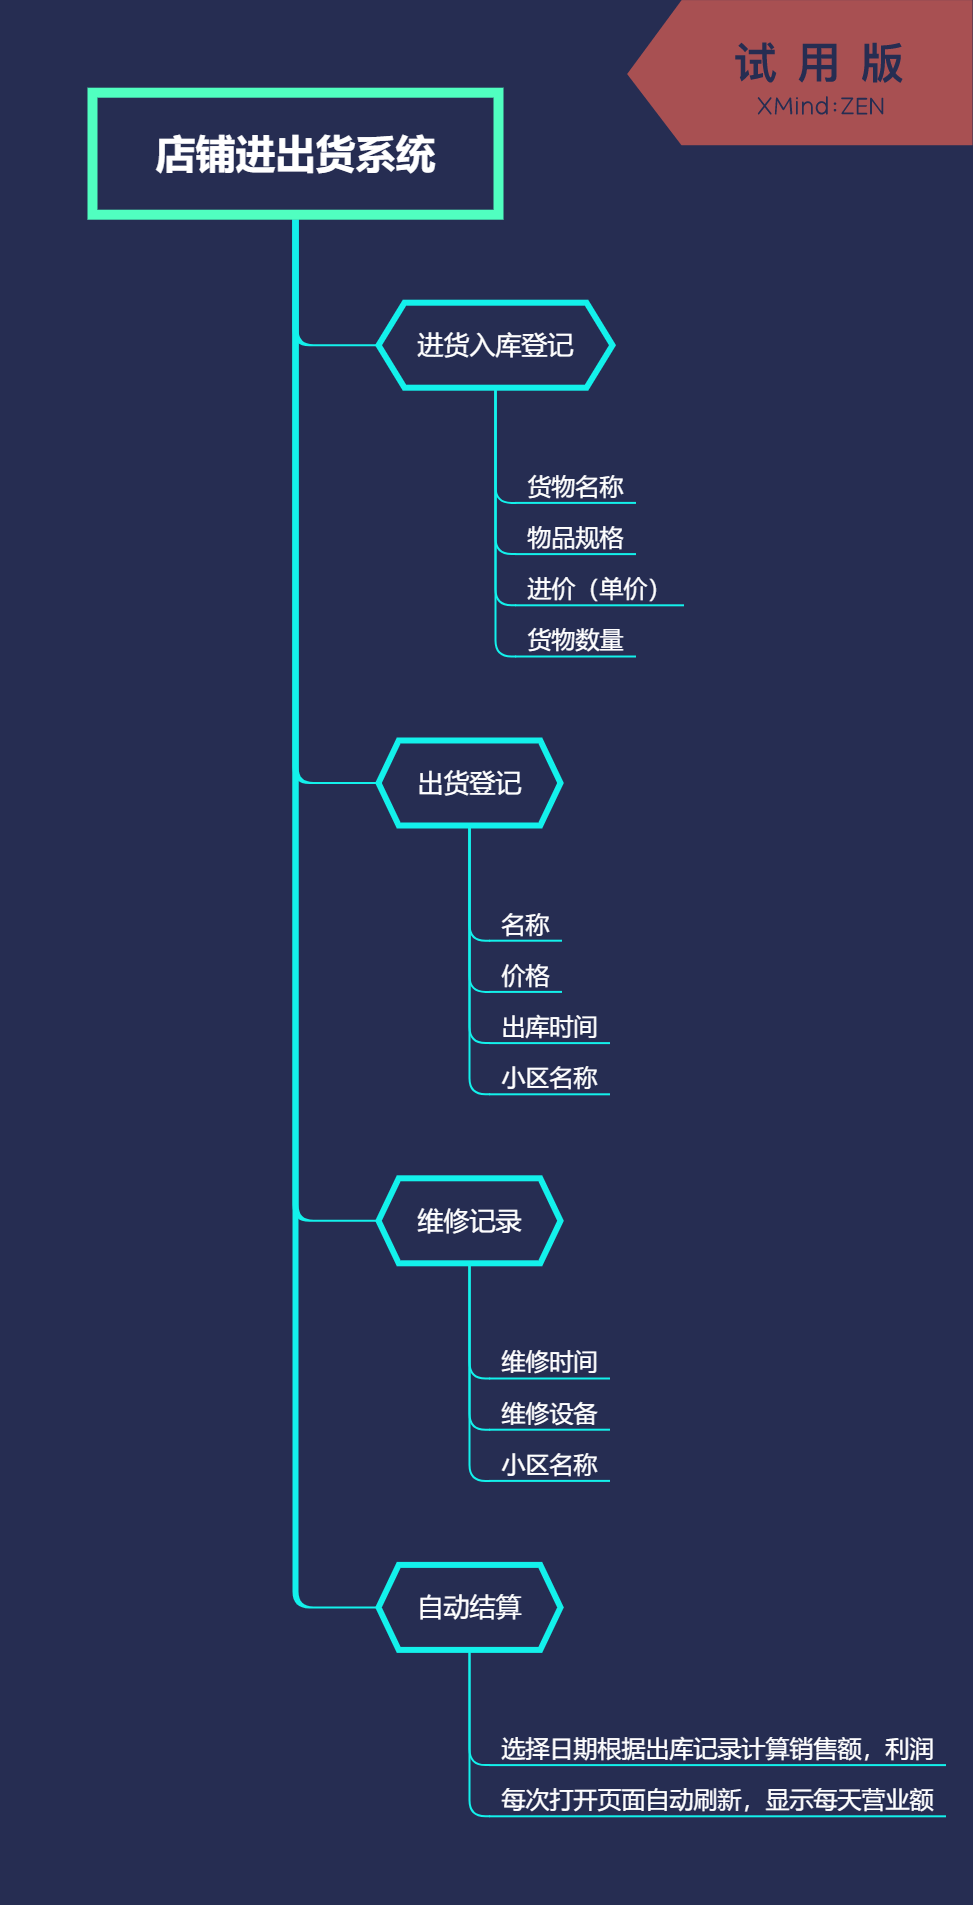 试用版
XMind:ZEN
店铺进出货系统
进货入库登记
货物名称
物品规格
进价（单价）
货物数量
出货登记
名称
价格
出库时间
小区名称
维修记录
维修时间
维修设备
小区名称
自动结算
选择日期根据出库记录计算销售额，利润
每次打开页面自动刷新，显示每天营业额